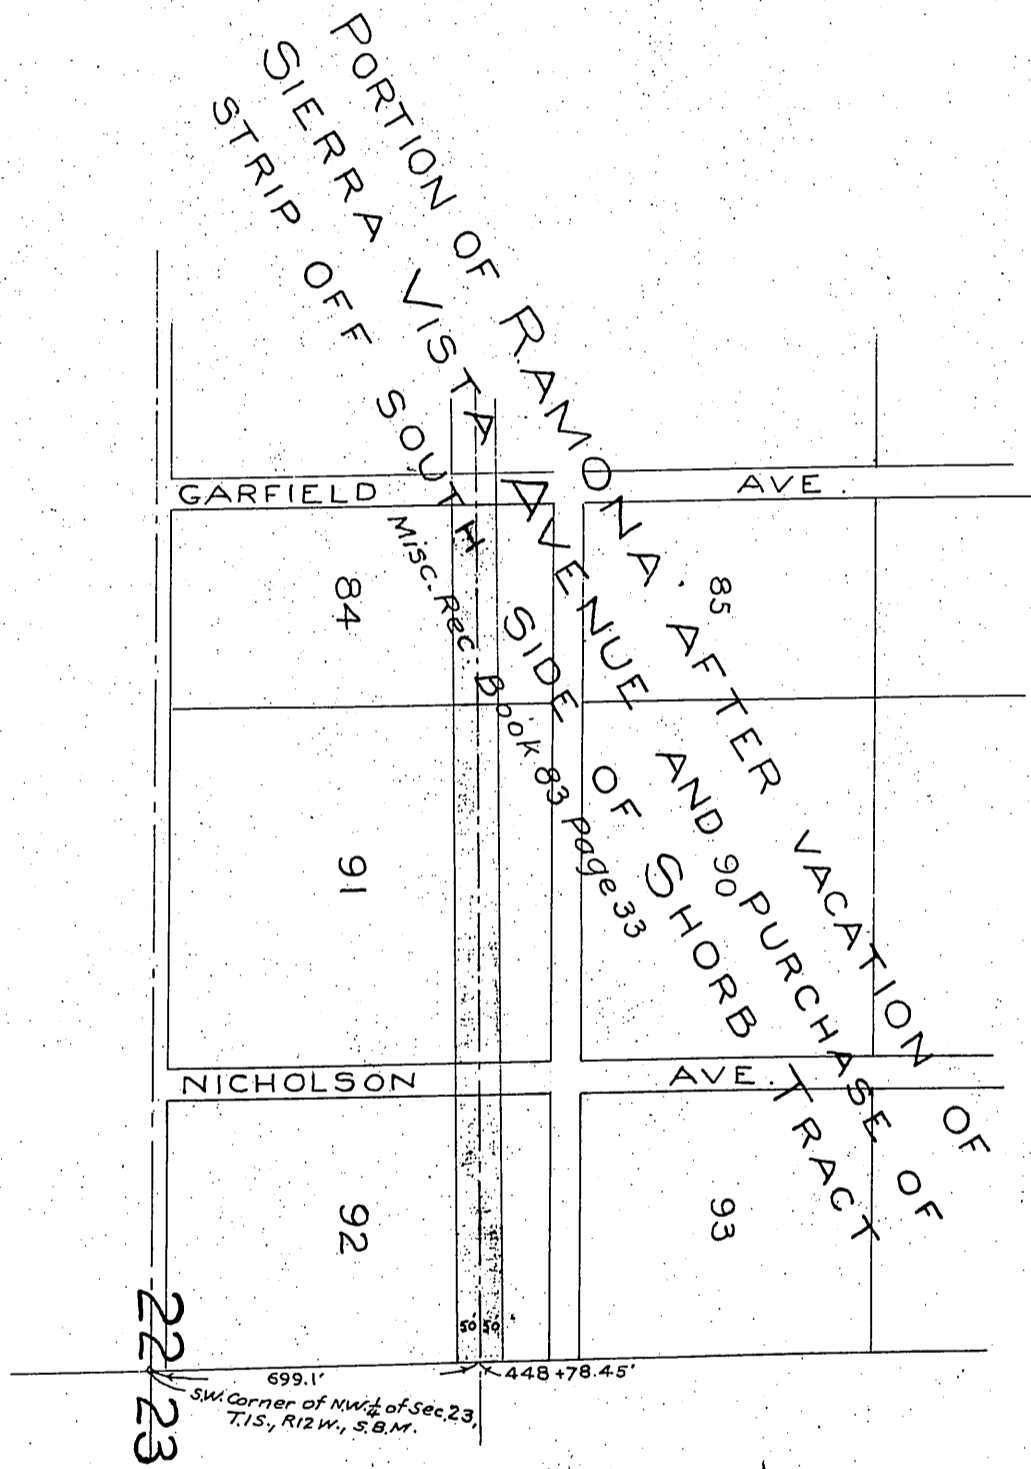 PORTION OF RAMONA. AFTER VACATION OF
SIERRA VISTA AVENUE AND PURCHASE OF
STRIP OFF SOUTH SIDE OF SHORB TRACT
Misc. Rec. Book 83 Page 33
GARFIELD AVE.
84
85
91
90
NICHOLSON AVE.
92
93
50' 50'
22
23
699.1'
448+78.45'
S.W. Corner of N.W. ¼ of Sec. 23,
T.1S., R12W., S.B.M.